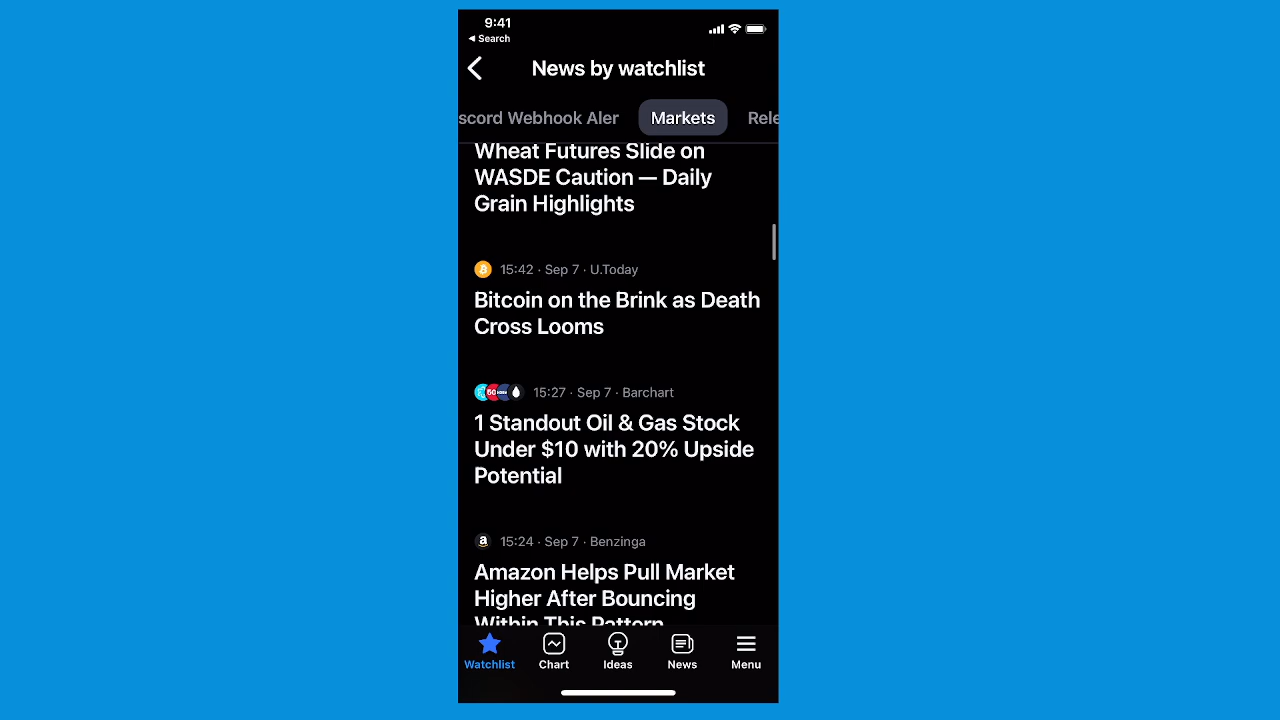 9:41
◀ Search
News by watchlist
scord Webhook Aler
Markets
Rele
Wheat Futures Slide on
WASDE Caution — Daily
Grain Highlights
15:42 · Sep 7 · U.Today
Bitcoin on the Brink as Death
Cross Looms
15:27 · Sep 7 · Barchart
1 Standout Oil & Gas Stock
Under $10 with 20% Upside
Potential
15:24 · Sep 7 · Benzinga
Amazon Helps Pull Market
Higher After Bouncing
Within This Pattern
Watchlist
Chart
Ideas
News
Menu